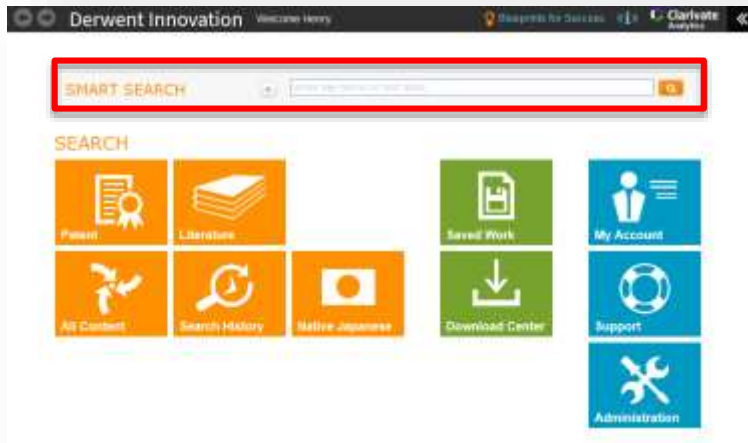 Derwent Innovation Welcome Henry Blueprints for Success Clarivate Analytics
SMART SEARCH
SEARCH
Patent Literature Saved Work My Account
All Content Search History Native Japanese Download Center Support
Administration